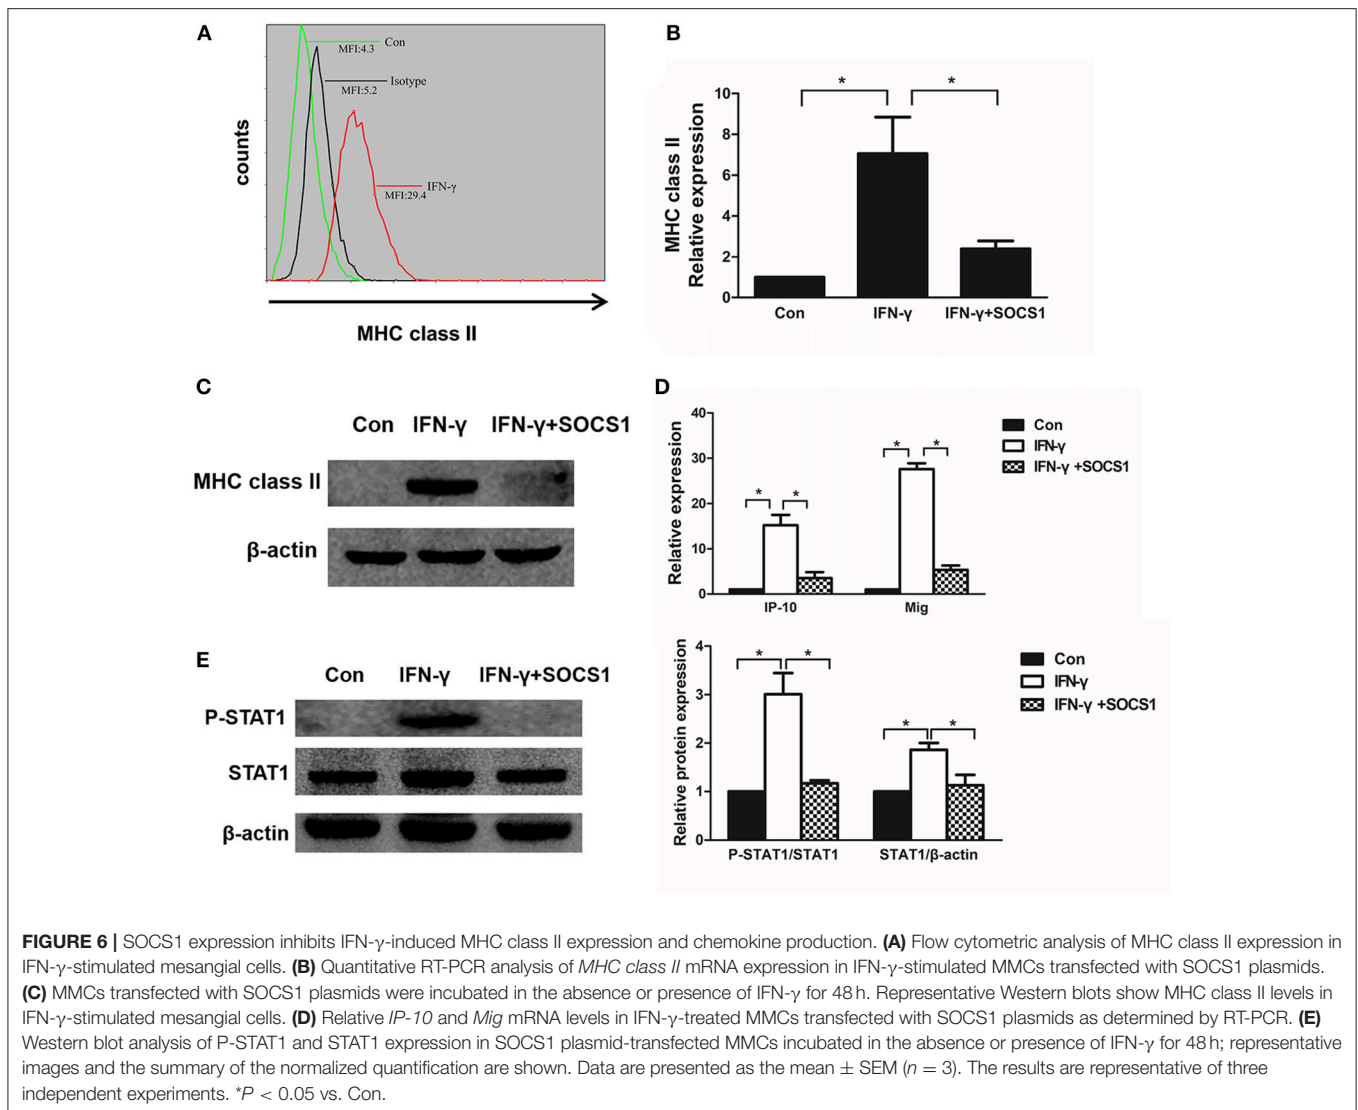 A
counts
Con
MFI:4.3
Isotype
MFI:5.2
IFN-γ
MFI:29.4
MHC class II
B
MHC class II
Relative expression
10
8
6
4
2
0
*
*
Con
IFN-γ
IFN-γ+SOCS1
C
Con IFN-γ IFN-γ+SOCS1
MHC class II
β-actin
D
Relative expression
40
30
20
10
0
* *
* *
IP-10
Mig
Con
IFN-γ
IFN-γ +SOCS1
E
Con IFN-γ IFN-γ+SOCS1
P-STAT1
STAT1
β-actin
Relative protein expression
4
3
2
1
0
* *
* *
P-STAT1/STAT1
STAT1/β-actin
Con
IFN-γ
IFN-γ +SOCS1
FIGURE 6 | SOCS1 expression inhibits IFN-γ-induced MHC class II expression and chemokine production. (A) Flow cytometric analysis of MHC class II expression in
IFN-γ-stimulated mesangial cells. (B) Quantitative RT-PCR analysis of MHC class II mRNA expression in IFN-γ-stimulated MMCs transfected with SOCS1 plasmids.
(C) MMCs transfected with SOCS1 plasmids were incubated in the absence or presence of IFN-γ for 48 h. Representative Western blots show MHC class II levels in
IFN-γ-stimulated mesangial cells. (D) Relative IP-10 and Mig mRNA levels in IFN-γ-treated MMCs transfected with SOCS1 plasmids as determined by RT-PCR. (E)
Western blot analysis of P-STAT1 and STAT1 expression in SOCS1 plasmid-transfected MMCs incubated in the absence or presence of IFN-γ for 48 h; representative
images and the summary of the normalized quantification are shown. Data are presented as the mean ± SEM (n = 3). The results are representative of three
independent experiments. *P < 0.05 vs. Con.